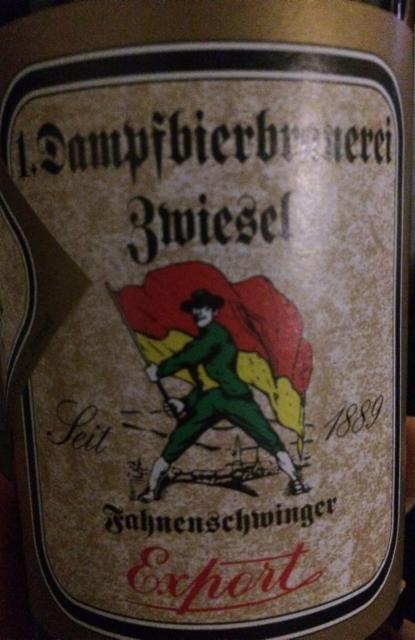 1. Dampfbierbrauerei
Zwiesel
Seit 1889
Fahnenschwinger
Export